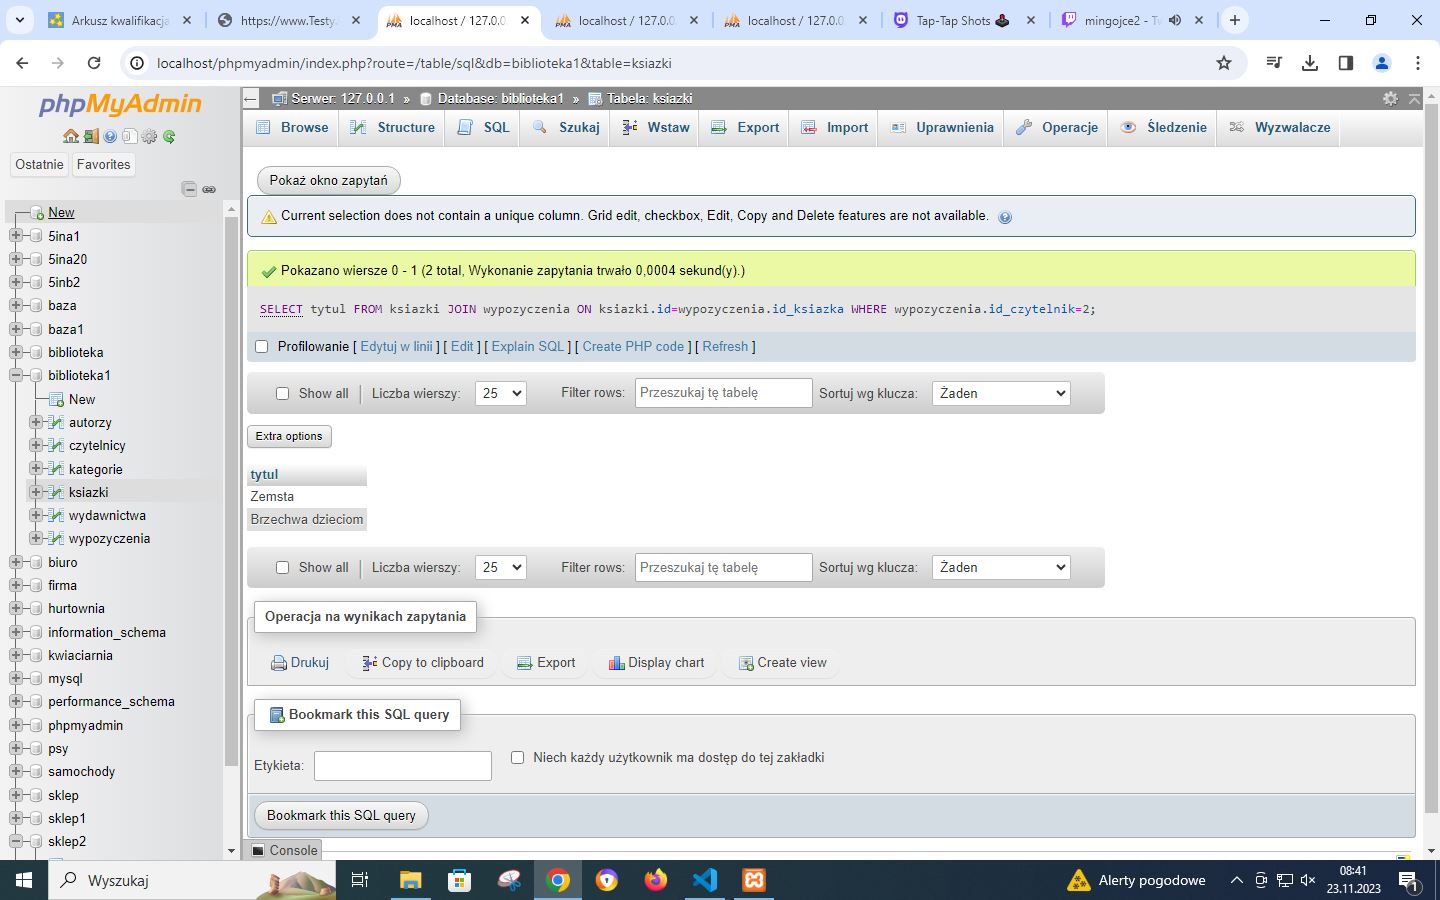 Arkusz kwalifikacja
https://www.Testy.
localhost / 127.0.0.
localhost / 127.0.0.
localhost / 127.0.0.
Tap-Tap Shots
mingojce2 - Tw
localhost/phpmyadmin/index.php?route=/table/sql&db=biblioteka1&table=ksiazki
phpMyAdmin
Ostatnie Favorites
New
5ina1
5ina20
5inb2
baza
baza1
biblioteka
biblioteka1
New
autorzy
czytelnicy
kategorie
ksiazki
wydawnictwa
wypozyczenia
biuro
firma
hurtownia
information_schema
kwiaciarnia
mysql
performance_schema
phpmyadmin
psy
samochody
sklep
sklep1
sklep2
Serwer: 127.0.0.1 » Database: biblioteka1 » Tabela: ksiazki
Browse Structure SQL Szukaj Wstaw Export Import Uprawnienia Operacje Śledzenie Wyzwalacze
Pokaż okno zapytań
Current selection does not contain a unique column. Grid edit, checkbox, Edit, Copy and Delete features are not available.
Pokazano wiersze 0 - 1 (2 total, Wykonanie zapytania trwało 0,0004 sekund(y).)
SELECT tytul FROM ksiazki JOIN wypozyczenia ON ksiazki.id=wypozyczenia.id_ksiazka WHERE wypozyczenia.id_czytelnik=2;
Profilowanie [ Edytuj w linii ] [ Edit ] [ Explain SQL ] [ Create PHP code ] [ Refresh ]
Show all Liczba wierszy: 25 Filter rows: Przeszukaj tę tabelę Sortuj wg klucza: Żaden
Extra options
tytul
Zemsta
Brzechwa dzieciom
Show all Liczba wierszy: 25 Filter rows: Przeszukaj tę tabelę Sortuj wg klucza: Żaden
Operacja na wynikach zapytania
Drukuj Copy to clipboard Export Display chart Create view
Bookmark this SQL query
Etykieta: Niech każdy użytkownik ma dostęp do tej zakładki
Bookmark this SQL query
Console
Wyszukaj
Alerty pogodowe
08:41
23.11.2023
1